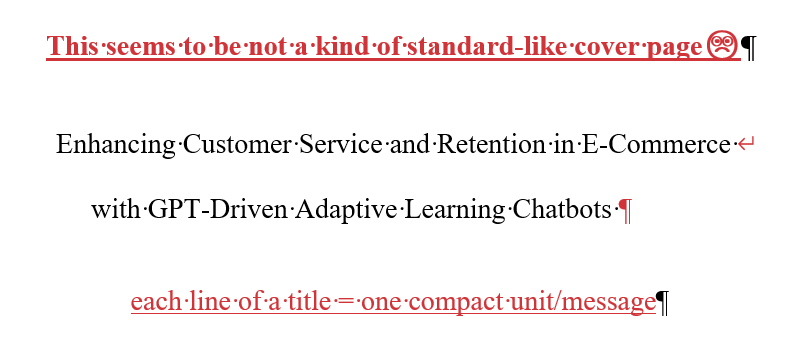 This·seems·to·be·not·a·kind·of·standard-like·cover·page🥺¶
Enhancing·Customer·Service·and·Retention·in·E-Commerce·↵
with·GPT-Driven·Adaptive·Learning·Chatbots·¶
each·line·of·a·title·=·one·compact·unit/message¶